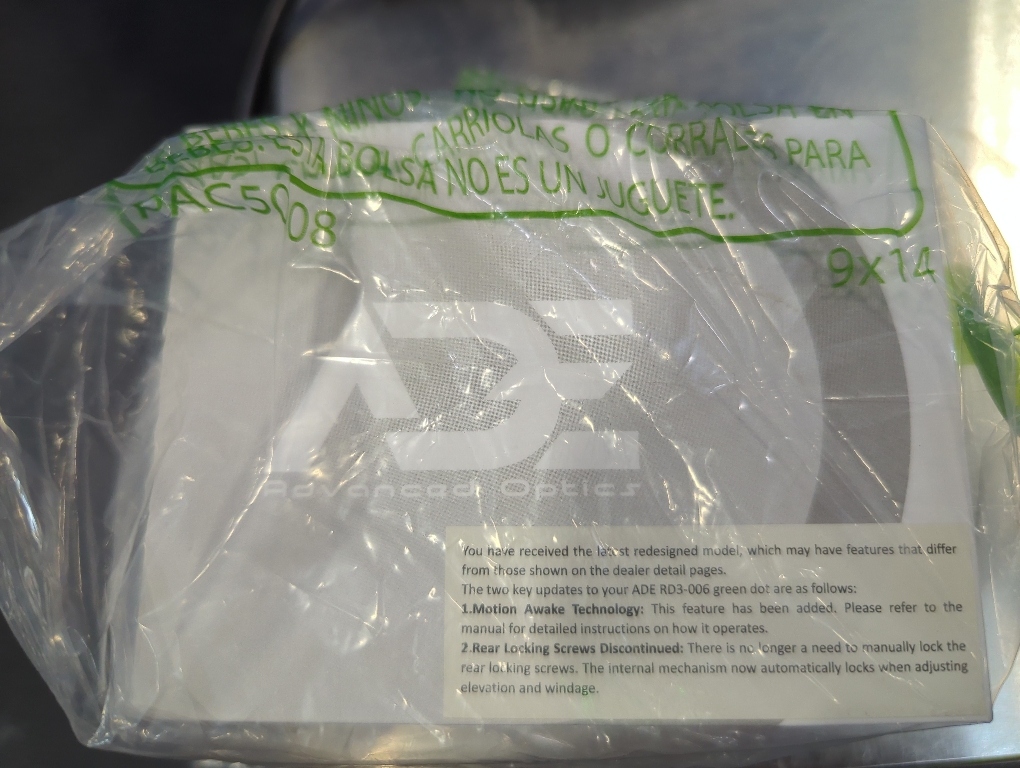 BEBES. ESTA BOLSA NO ES UN JUGUETE.
CARRIOLAS O CORRALES PARA
PAC5008
9x14
ADE
Advanced Optics
You have received the latest redesigned model, which may have features that differ
from those shown on the dealer detail pages.
The two key updates to your ADE RD3-006 green dot are as follows:
1.Motion Awake Technology: This feature has been added. Please refer to the
manual for detailed instructions on how it operates.
2.Rear Locking Screws Discontinued: There is no longer a need to manually lock the
rear locking screws. The internal mechanism now automatically locks when adjusting
elevation and windage.